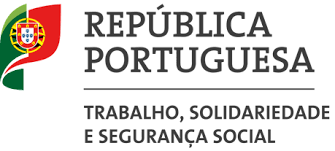 REPÚBLICA
PORTUGUESA
TRABALHO, SOLIDARIEDADE
E SEGURANÇA SOCIAL